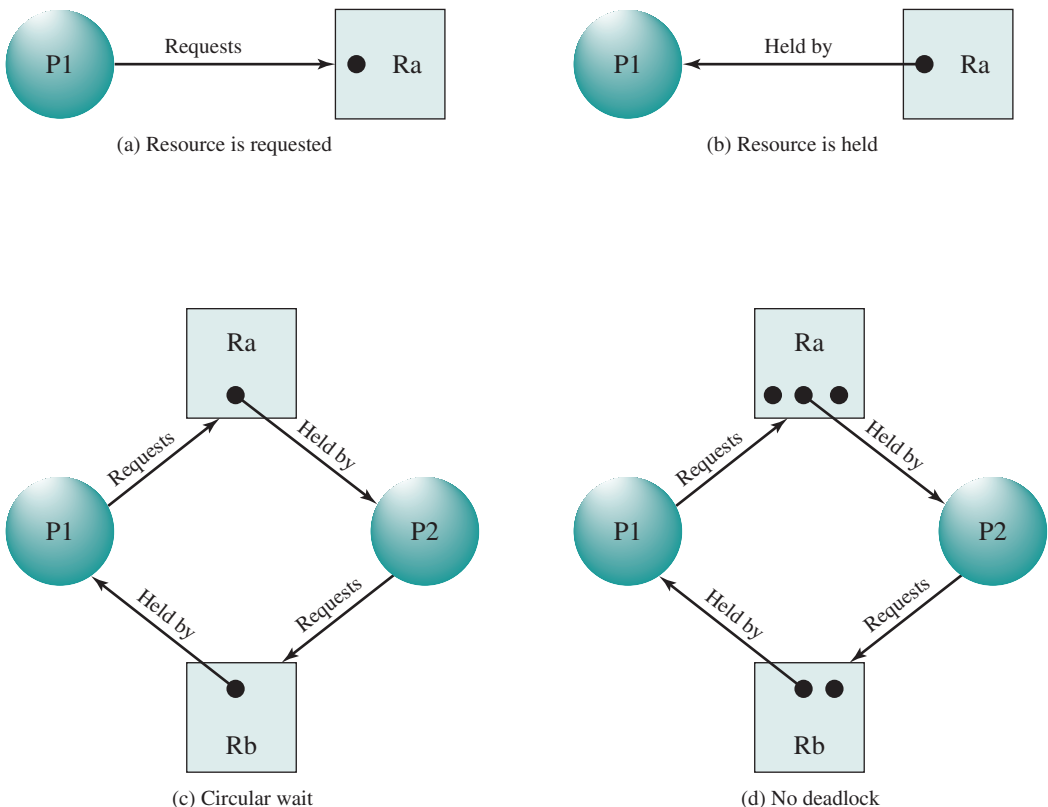 P1
Requests
Ra
(a) Resource is requested
P1
Held by
Ra
(b) Resource is held
Ra
Requests
Held by
P1
P2
Held by
Requests
Rb
(c) Circular wait
Ra
Requests
Held by
P1
P2
Held by
Requests
Rb
(d) No deadlock